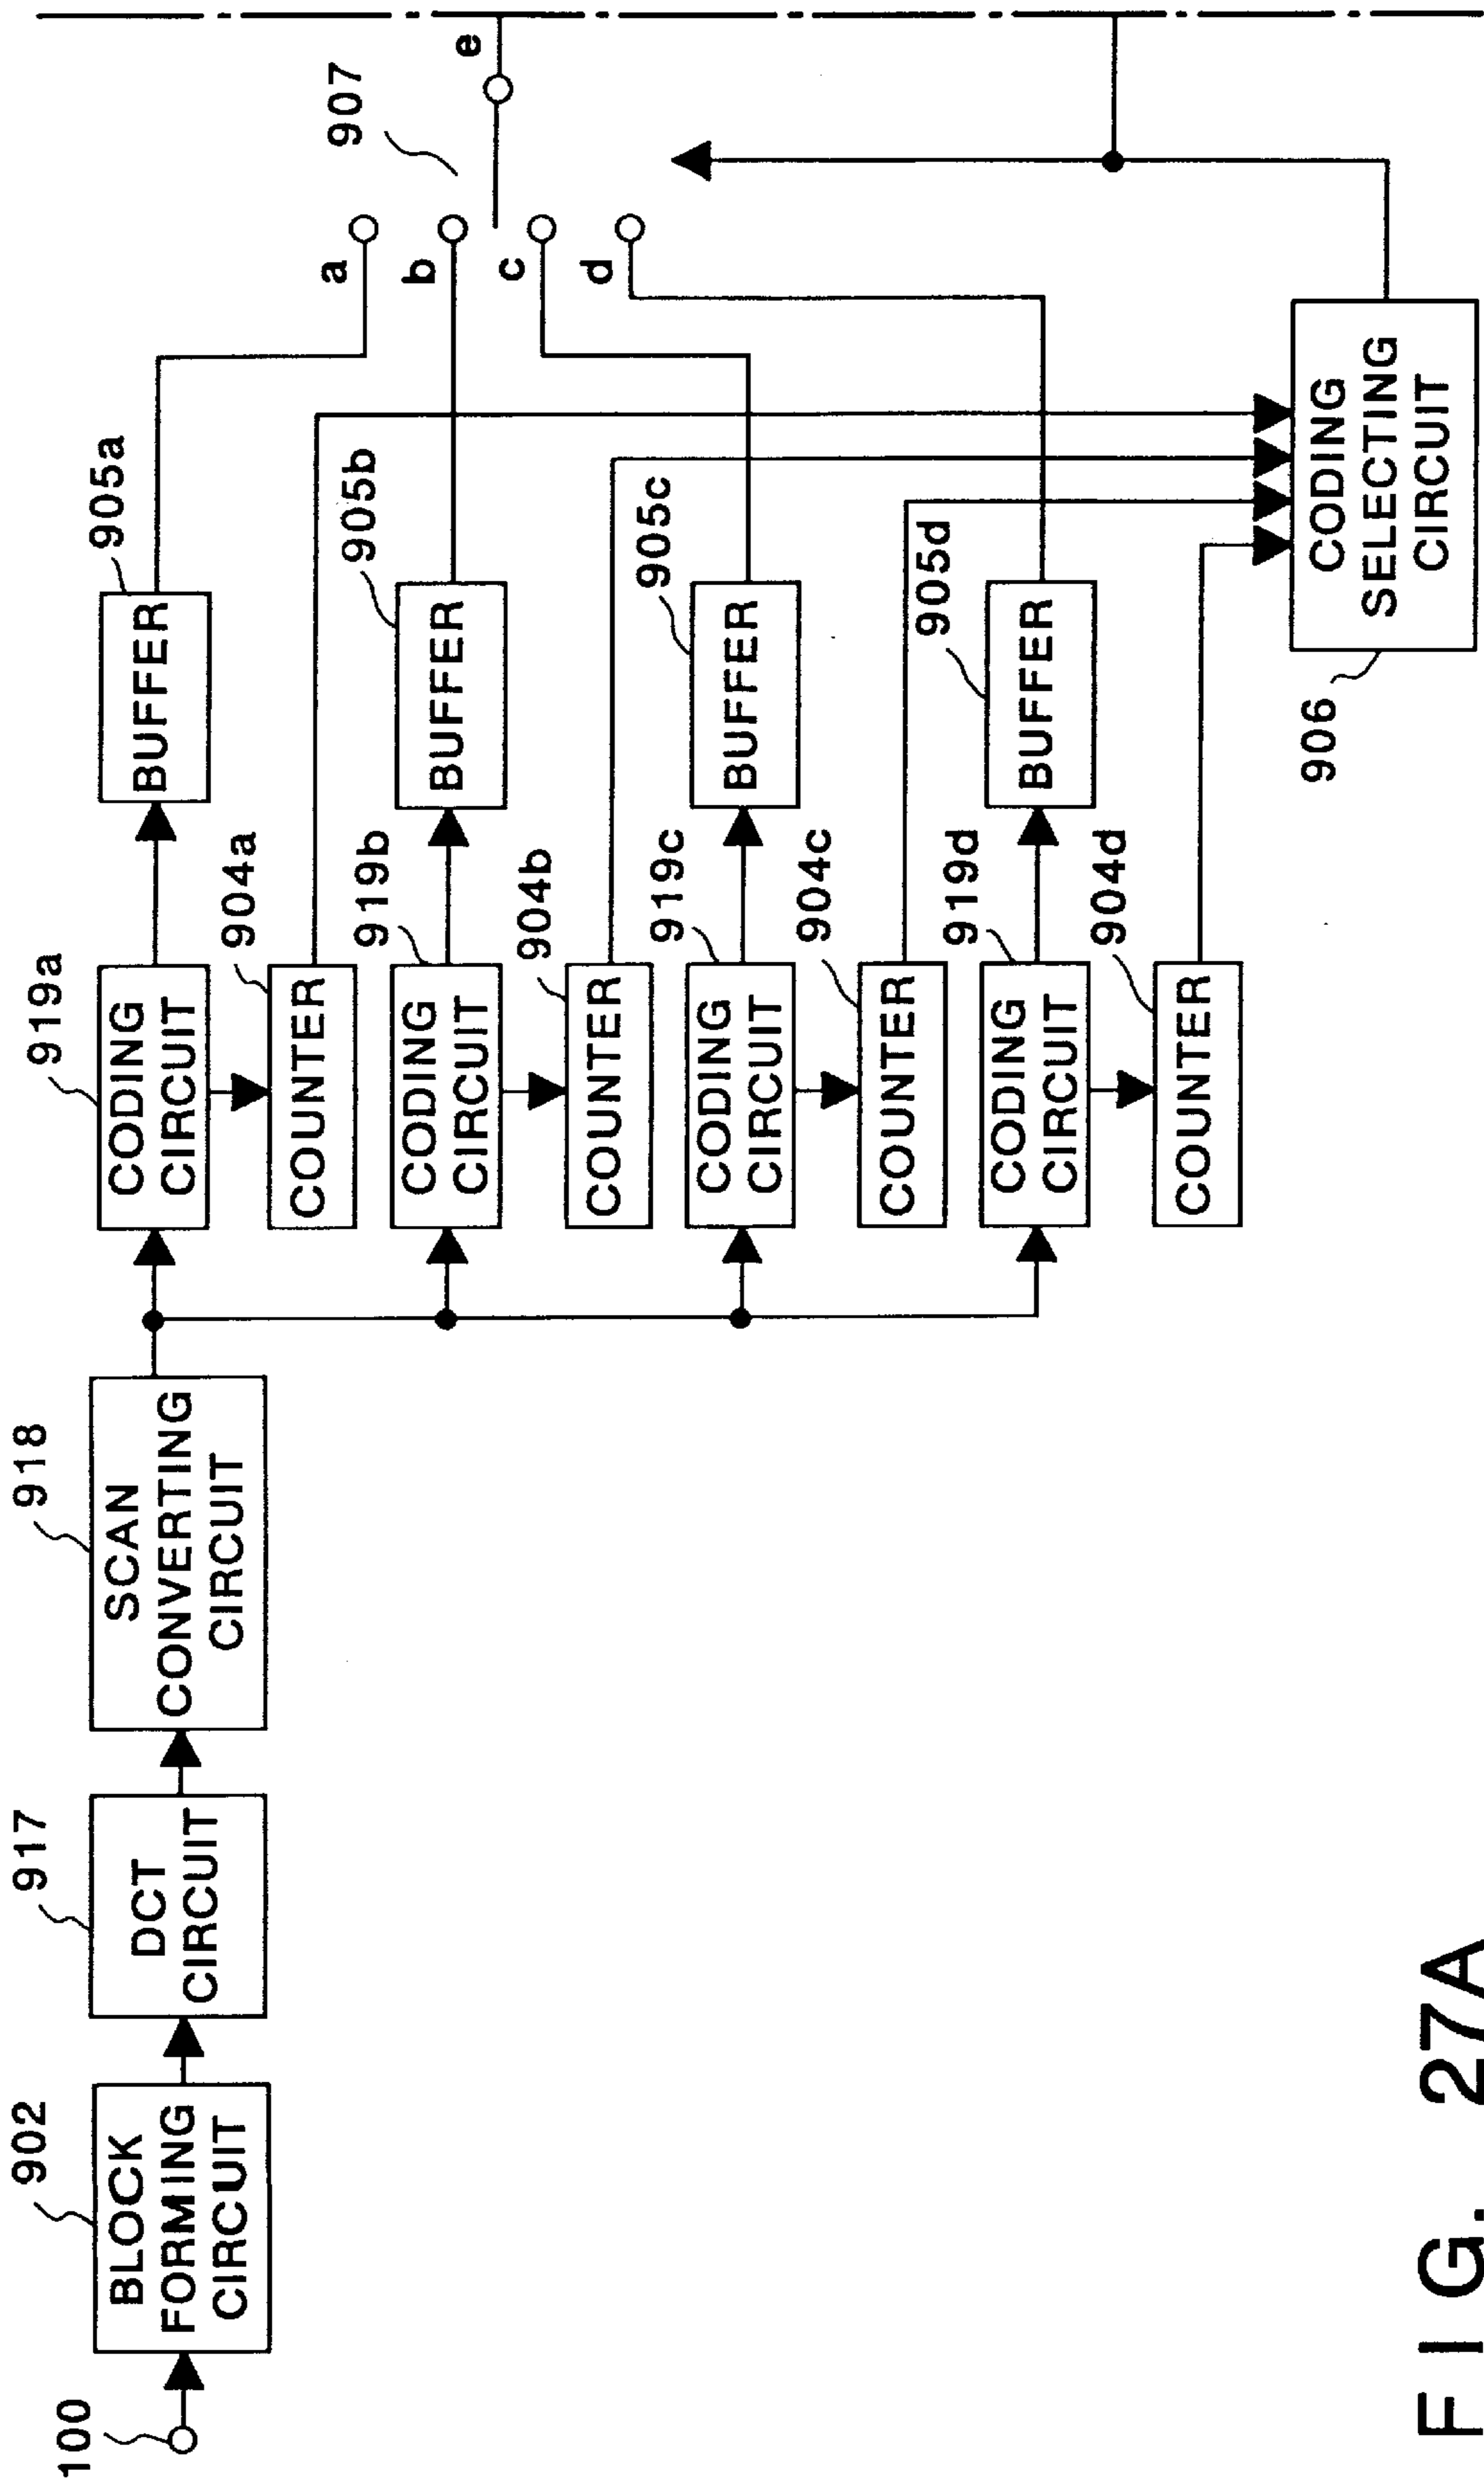 100
902
BLOCK
FORMING
CIRCUIT
917
DCT
CIRCUIT
918
SCAN
CONVERTING
CIRCUIT
919a
CODING
CIRCUIT
905a
BUFFER
904a
COUNTER
919b
CODING
CIRCUIT
905b
BUFFER
904b
COUNTER
919c
CODING
CIRCUIT
905c
BUFFER
904c
COUNTER
919d
CODING
CIRCUIT
905d
BUFFER
904d
COUNTER
a
b
c
d
907
e
906
CODING
SELECTING
CIRCUIT
FIG. 27A